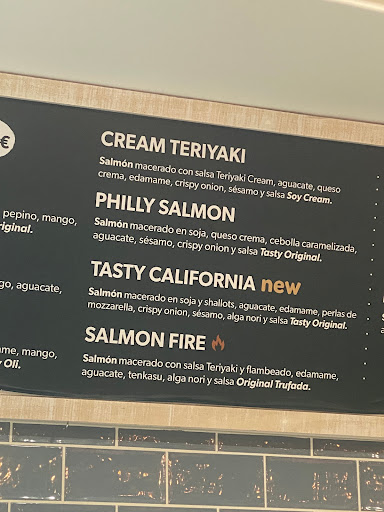 €
CREAM TERIYAKI
Salmón macerado con salsa Teriyaki Cream, aguacate, queso
crema, edamame, crispy onion, sésamo y salsa Soy Cream.
pepino, mango,
riginal.
PHILLY SALMON
Salmón macerado en soja, queso crema, cebolla caramelizada,
aguacate, sésamo, crispy onion y salsa Tasty Original.
go, aguacate,
TASTY CALIFORNIA new
Salmón macerado en soja y shallots, aguacate, edamame, perlas de
mozzarella, crispy onion, sésamo, alga nori y salsa Tasty Original.
me, mango,
Oli.
SALMON FIRE
Salmón macerado con salsa Teriyaki y flambeado, edamame,
aguacate, tenkasu, alga nori y salsa Original Trufada.